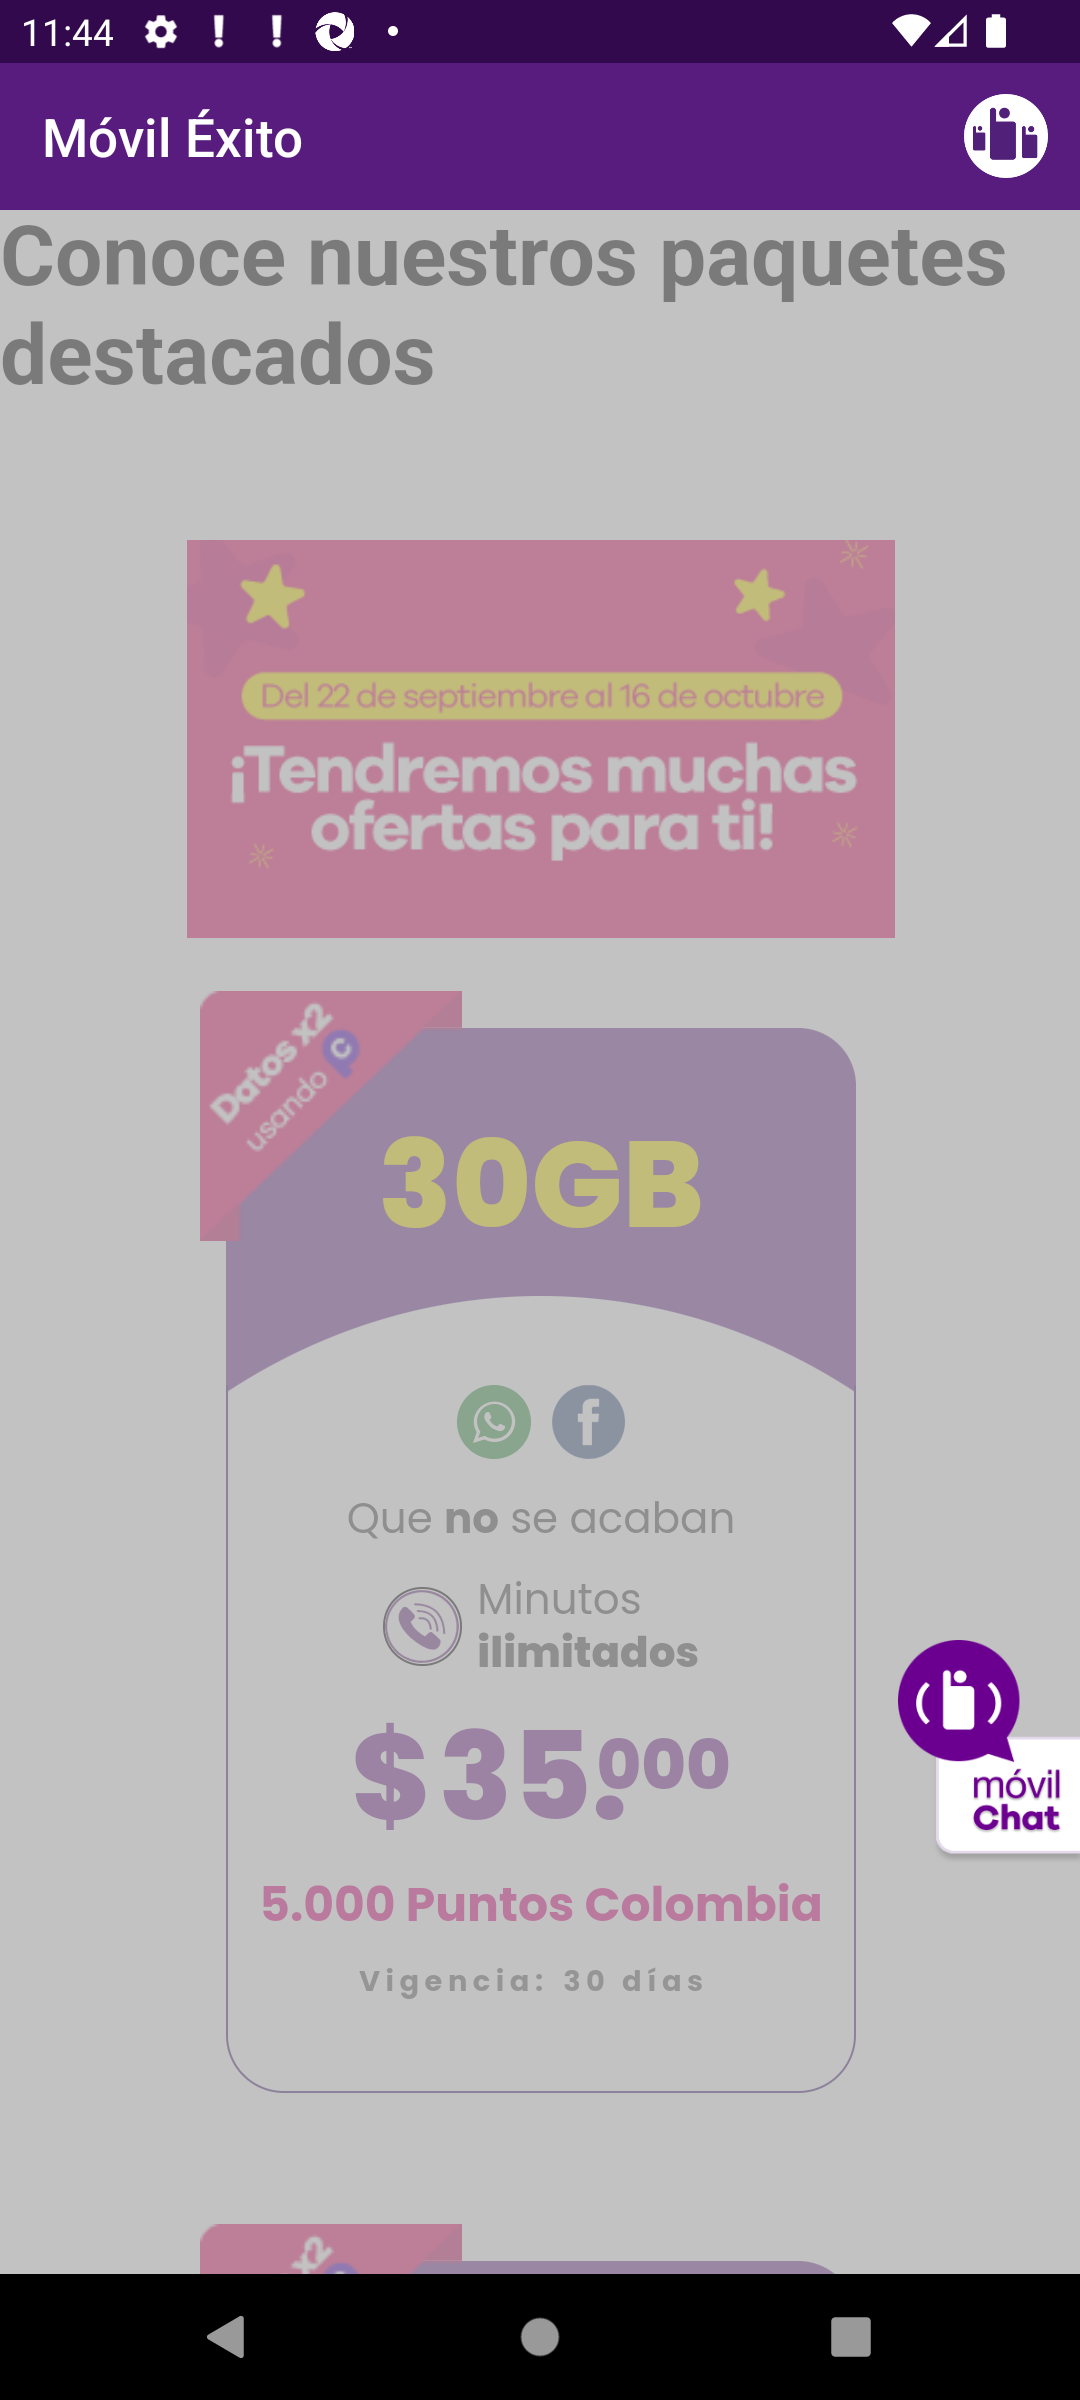 11:44
Móvil Éxito
Conoce nuestros paquetes
destacados
Del 22 de septiembre al 16 de octubre
¡Tendremos muchas
ofertas para ti!
Datos x2
usando
30GB
Que no se acaban
Minutos
ilimitados
$35.000
5.000 Puntos Colombia
Vigencia: 30 días
móvil
Chat
x2